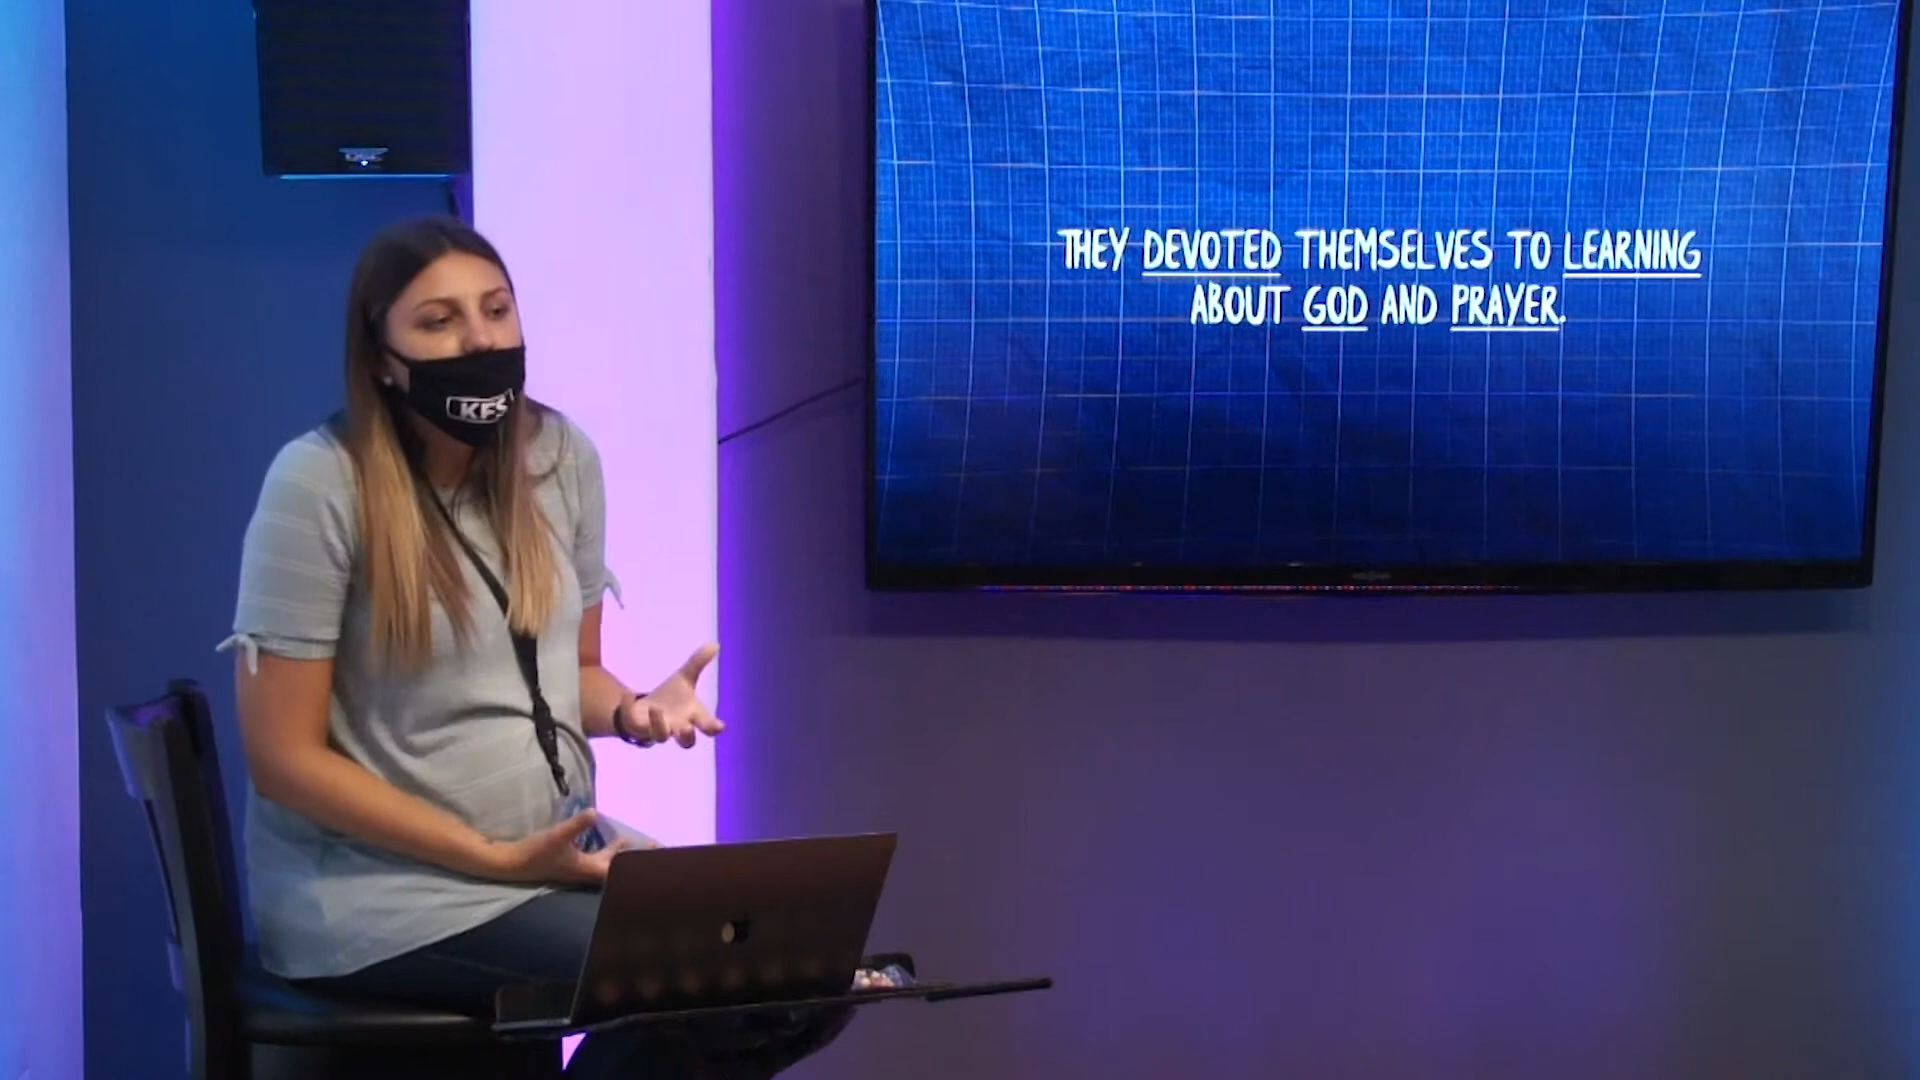 THEY DEVOTED THEMSELVES TO LEARNING
ABOUT GOD AND PRAYER.
KFS